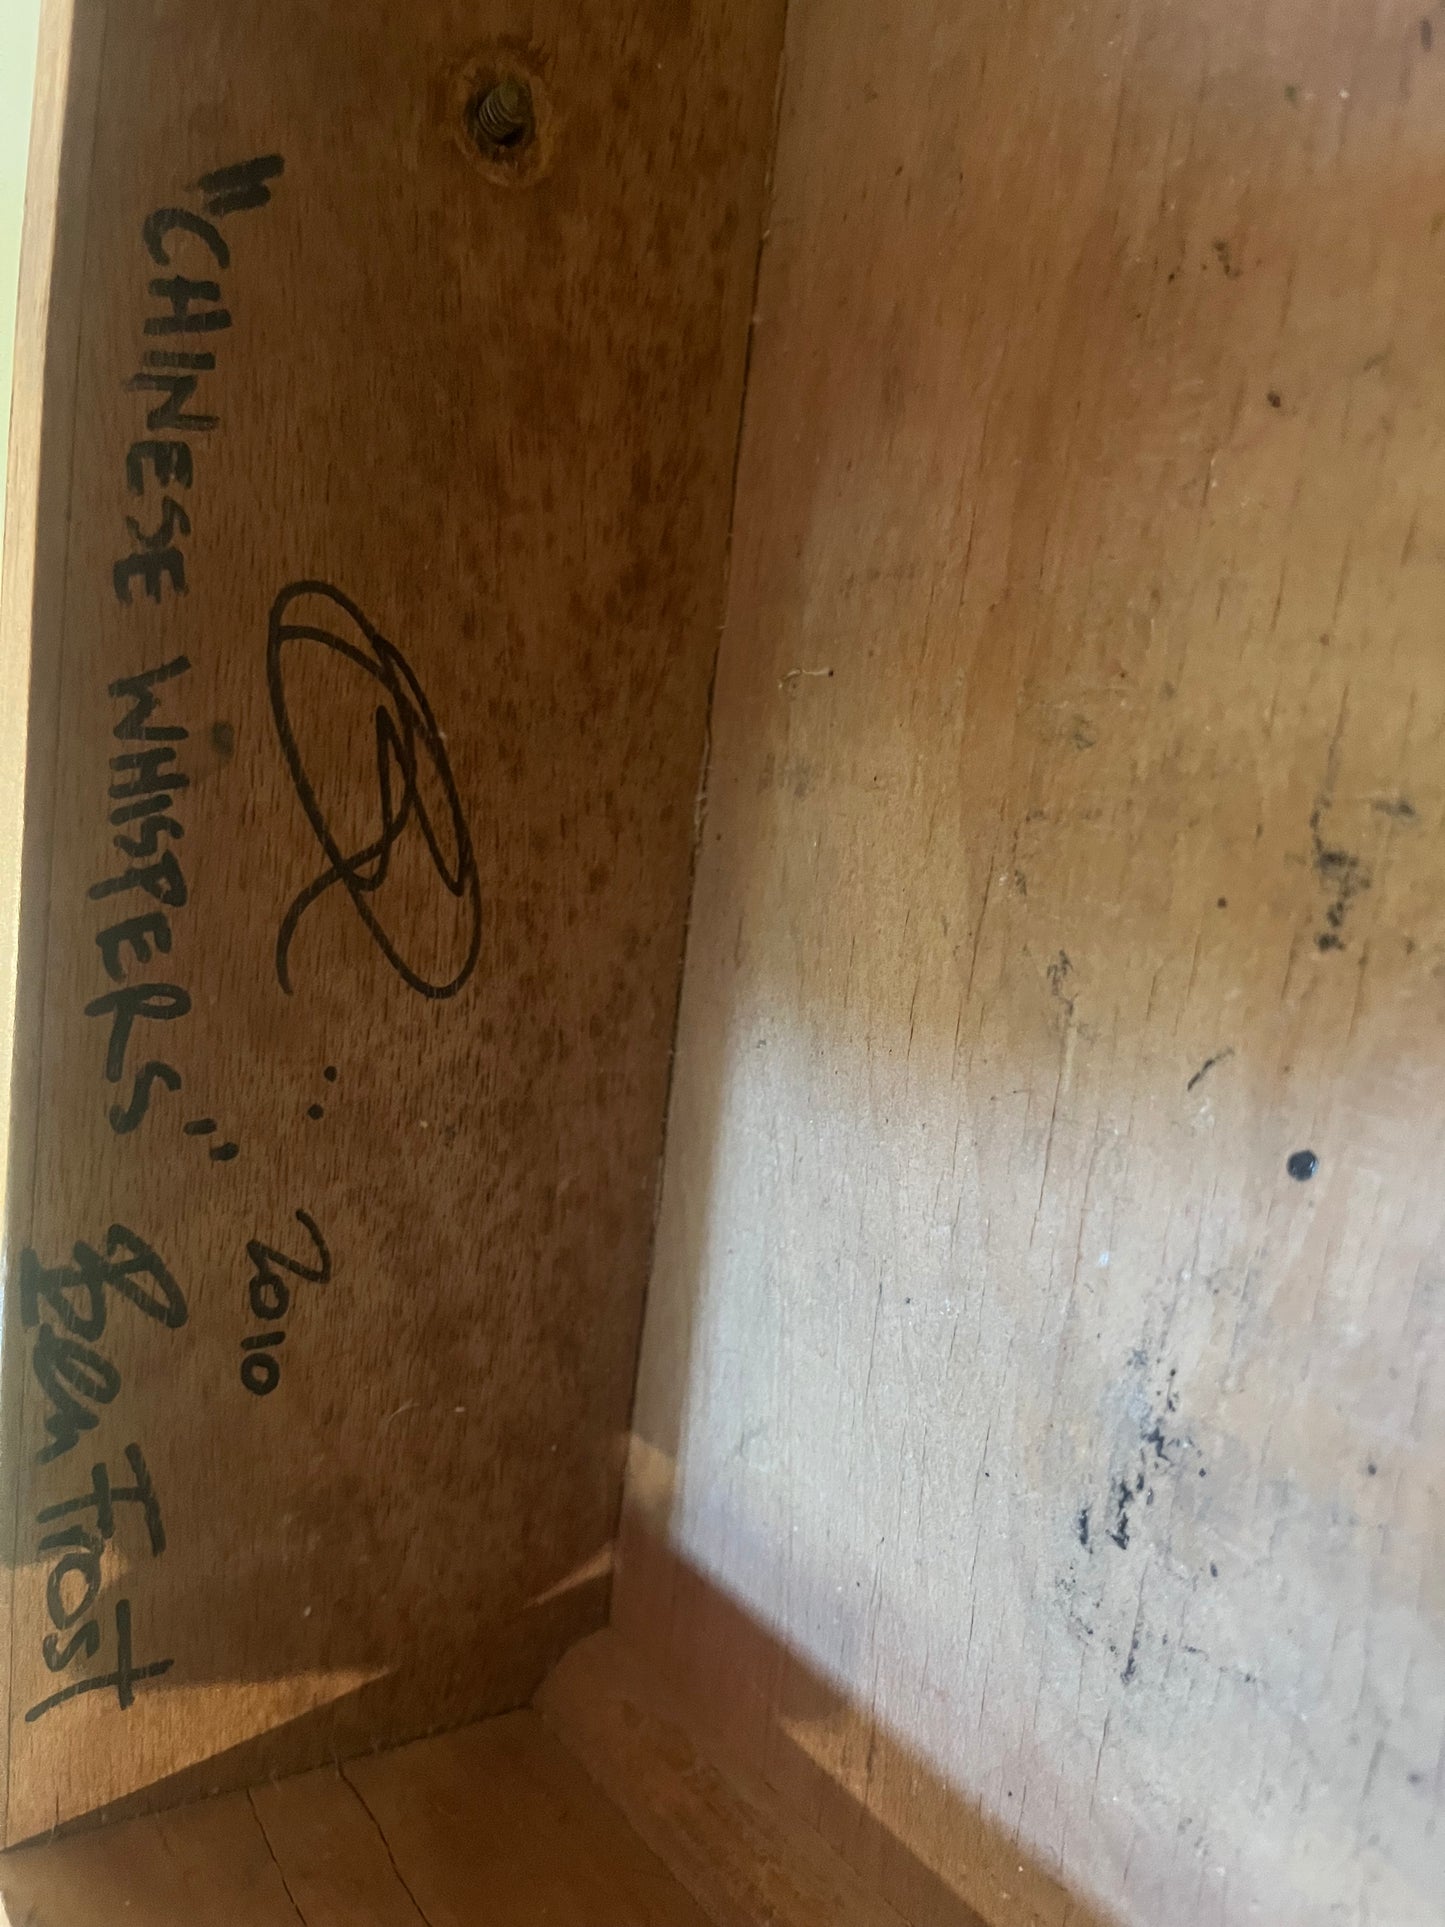 "CHINESE WHISPERS" Ben Frost
2010